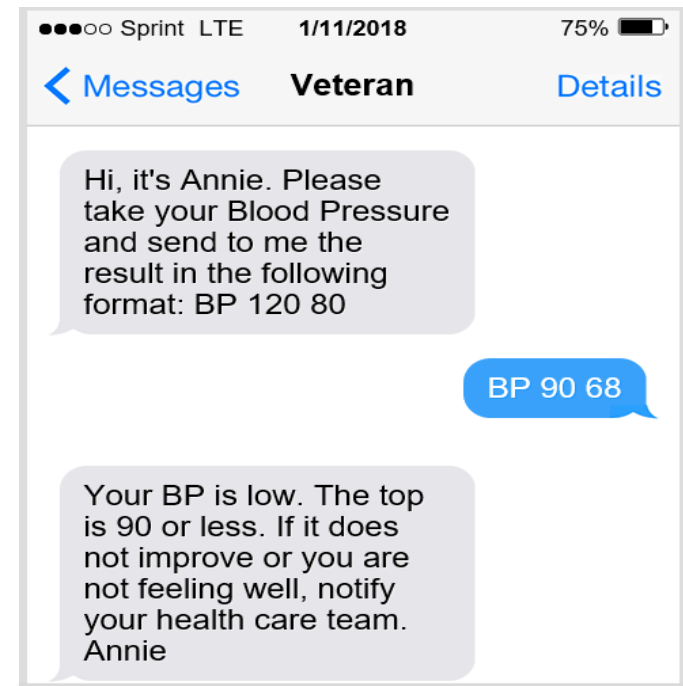 ●●●○○ Sprint LTE 1/11/2018 75%
Messages Veteran Details
Hi, it's Annie. Please
take your Blood Pressure
and send to me the
result in the following
format: BP 120 80
BP 90 68
Your BP is low. The top
is 90 or less. If it does
not improve or you are
not feeling well, notify
your health care team.
Annie